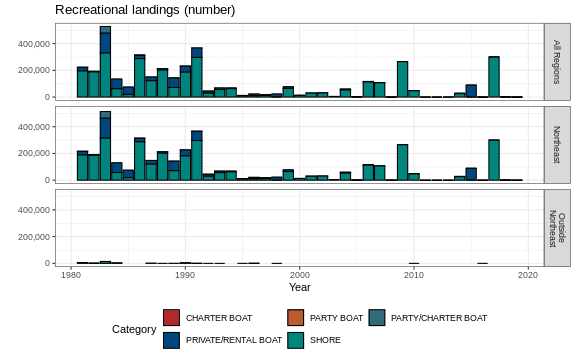 Recreational landings (number)
400,000
200,000
0
All Regions
400,000
200,000
0
Northeast
400,000
200,000
0
Outside
Northeast
1980 1990 2000 2010 2020
Year
Category
CHARTER BOAT PARTY BOAT PARTY/CHARTER BOAT
PRIVATE/RENTAL BOAT SHORE